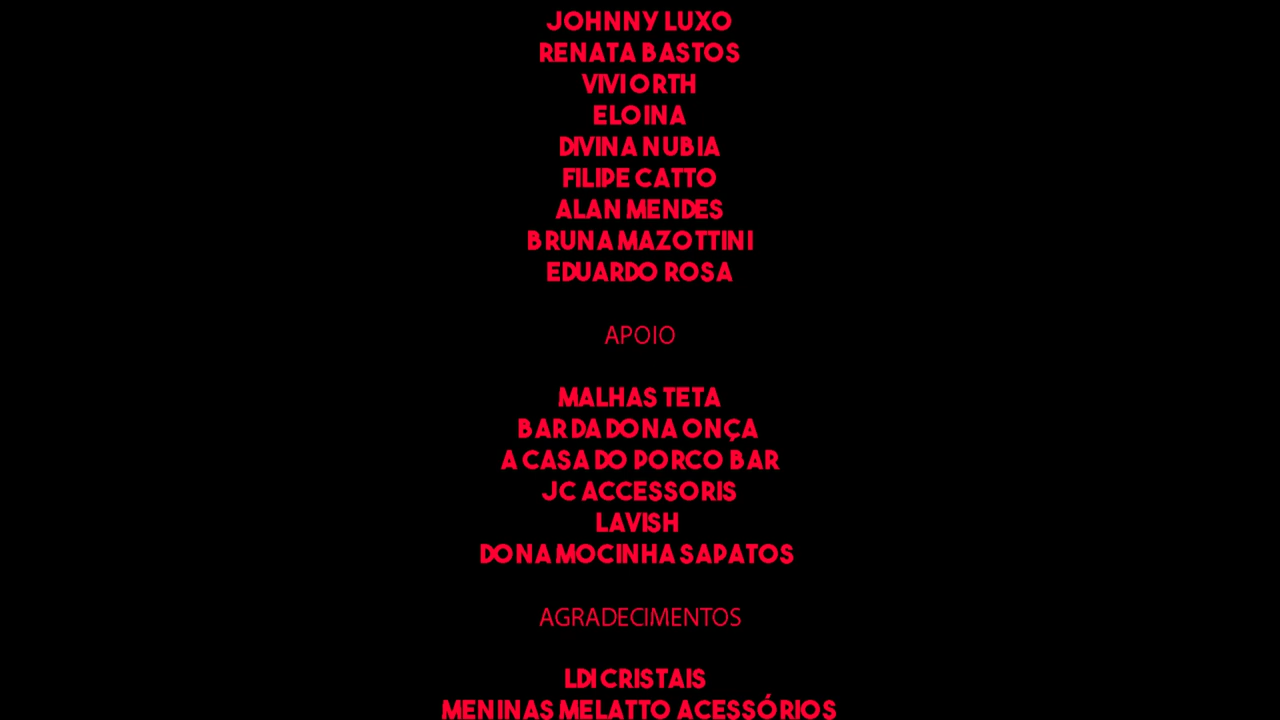 JOHNNY LUXO
RENATA BASTOS
VIVI ORTH
ELOINA
DIVINA NUBIA
FILIPE CATTO
ALAN MENDES
BRUNA MAZOTTINI
EDUARDO ROSA
APOIO
MALHAS TETA
BAR DA DONA ONÇA
A CASA DO PORCO BAR
JC ACCESSORIS
LAVISH
DONA MOCINHA SAPATOS
AGRADECIMENTOS
LDI CRISTAIS
MENINAS MELATTO ACESSÓRIOS